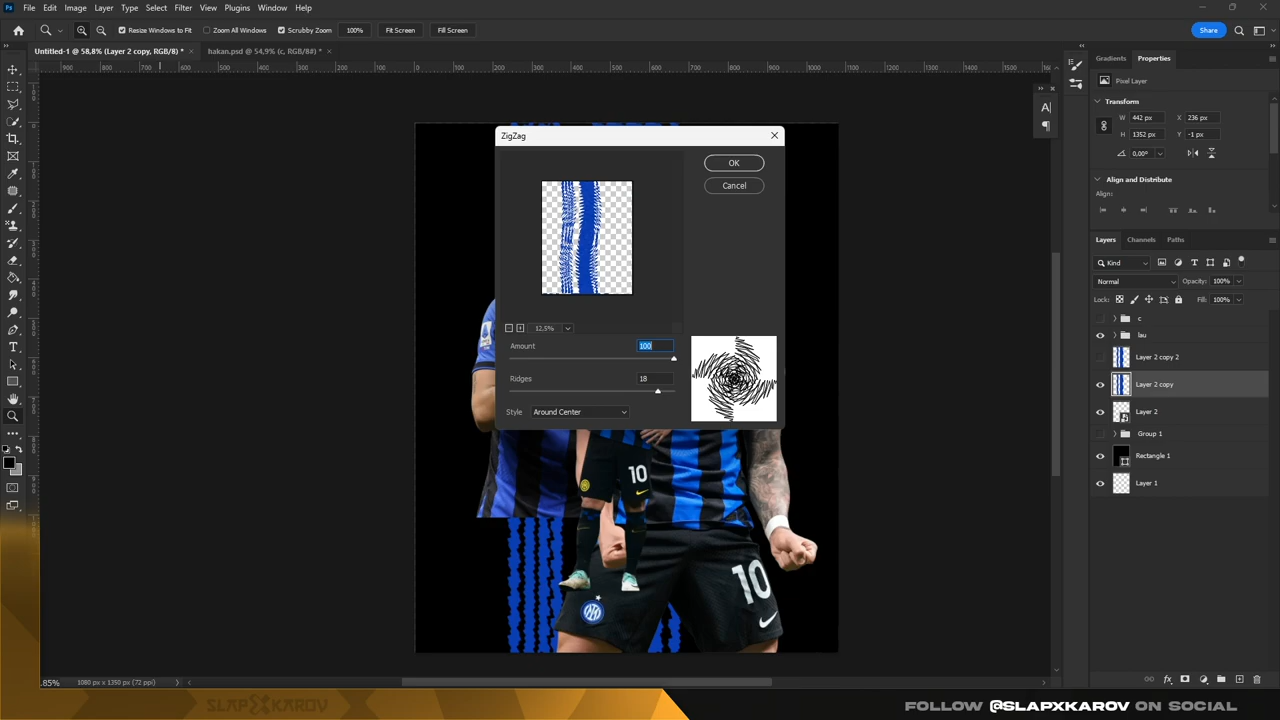 Ps File Edit Image Layer Type Select Filter View Plugins Window Help
Resize Windows to Fit Zoom All Windows Scrubby Zoom 100% Fit Screen Fill Screen Share
Untitled-1 @ 58,8% (Layer 2 copy, RGB/8) * × hakan.psd @ 54,9% (c, RGB/8#) * ×
Gradients Properties
Pixel Layer
Transform
W 442 px X 236 px
H 1352 px Y -1 px
0,00°
Align and Distribute
Align:
ZigZag
OK
Cancel
12,5%
Amount 100
Ridges 18
Style Around Center
Layers Channels Paths
Kind
Normal Opacity: 100%
Lock: Fill: 100%
c
lau
Layer 2 copy 2
Layer 2 copy
Layer 2
Group 1
Rectangle 1
Layer 1
10
10
.85% 1080 px x 1350 px (72 ppi)
SLAPXKAROV
FOLLOW @SLAPXKAROV ON SOCIAL